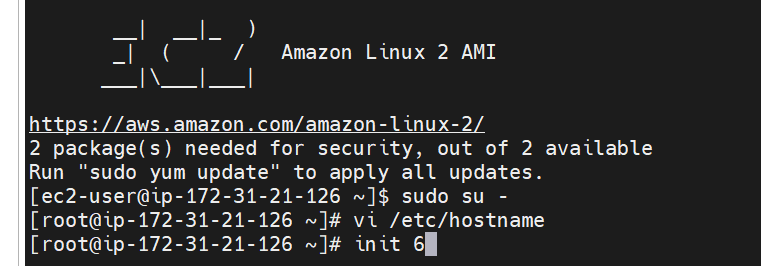 __|  __|_  )
       _|  (     /   Amazon Linux 2 AMI
      ___|\___|___|
https://aws.amazon.com/amazon-linux-2/
2 package(s) needed for security, out of 2 available
Run "sudo yum update" to apply all updates.
[ec2-user@ip-172-31-21-126 ~]$ sudo su -
[root@ip-172-31-21-126 ~]# vi /etc/hostname
[root@ip-172-31-21-126 ~]# init 6